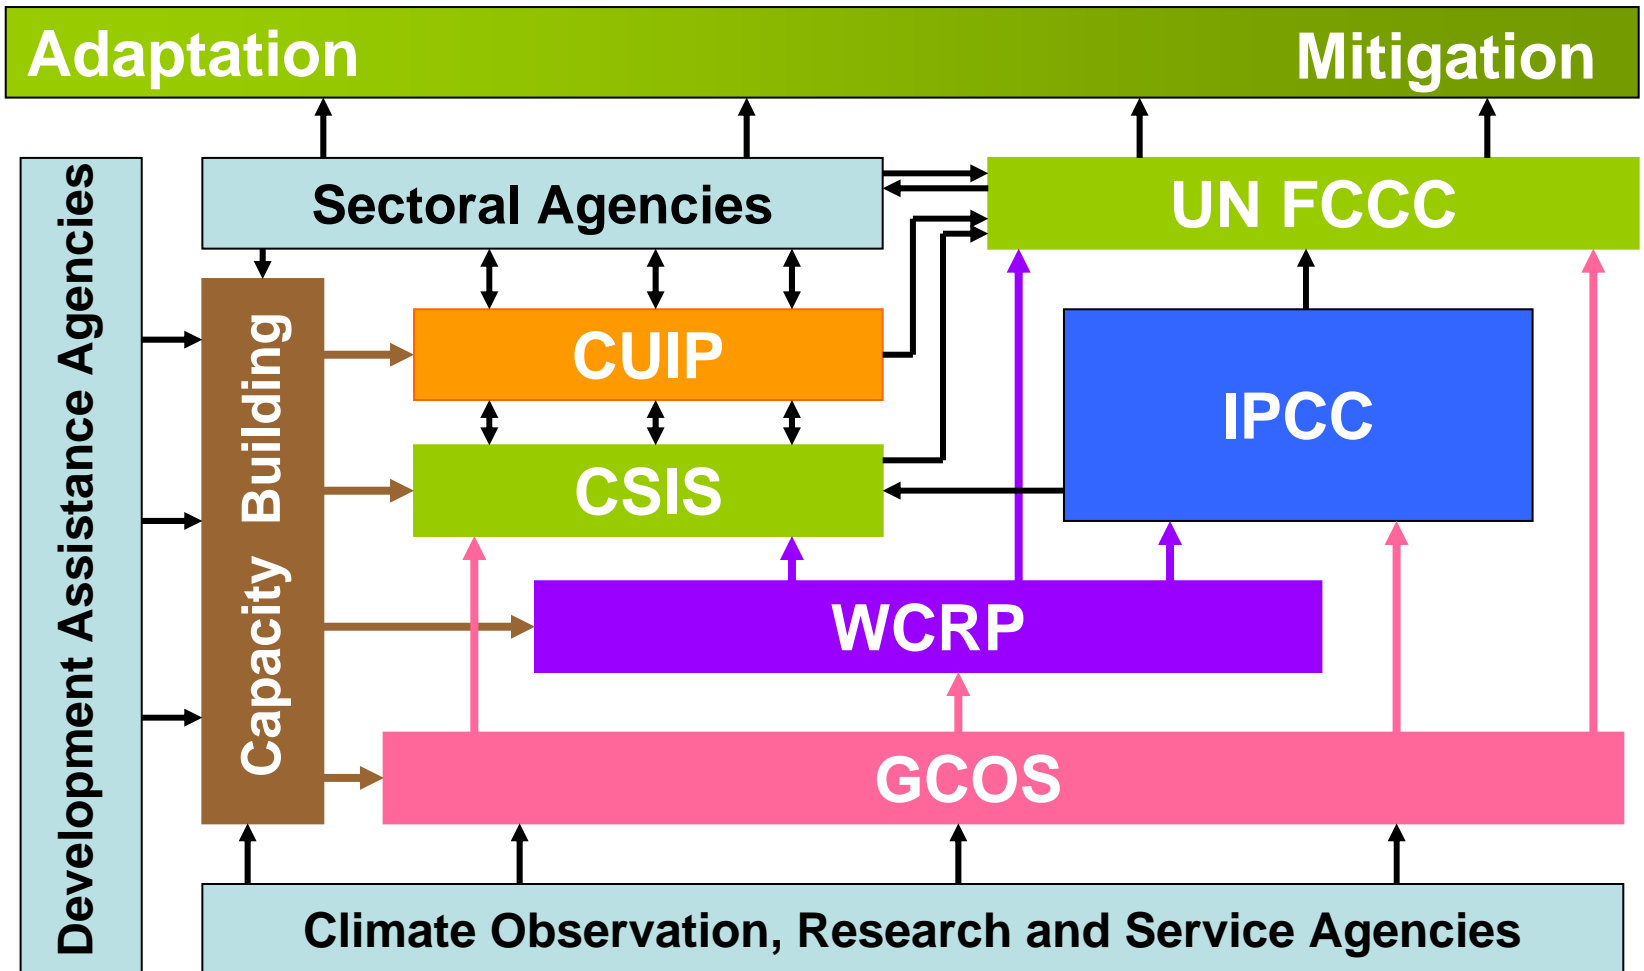 Adaptation
Mitigation
Development Assistance Agencies
Sectoral Agencies
UN FCCC
Capacity Building
CUIP
IPCC
CSIS
WCRP
GCOS
Climate Observation, Research and Service Agencies